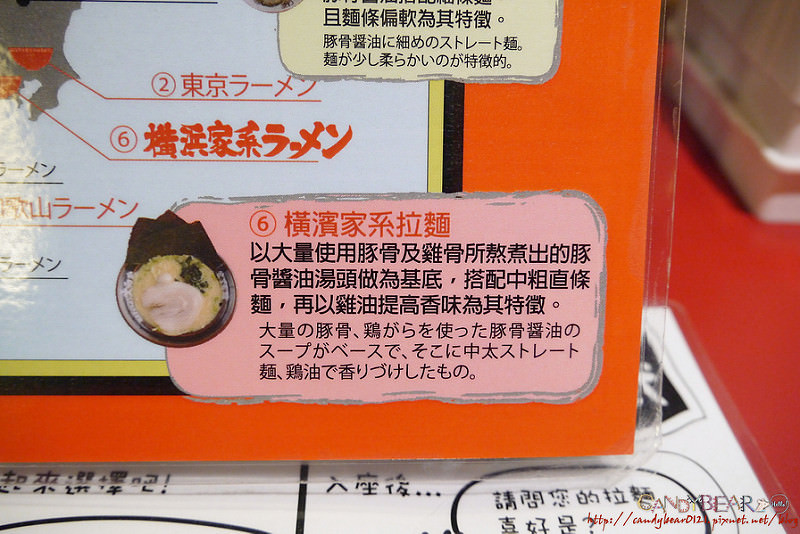 且麵條偏軟為其特徵。
豚骨醤油に細めのストレート麺。
麺が少し柔らかいのが特徴的。
② 東京ラーメン
⑥ 横浜家系ラーメン
ラーメン
歌山ラーメン
ラーメン
⑥ 橫濱家系拉麵
以大量使用豚骨及雞骨所熬煮出的豚
骨醬油湯頭做為基底，搭配中粗直條
麵，再以雞油提高香味為其特徵。
大量の豚骨、鶏がらを使った豚骨醤油の
スープがベースで、そこに中太ストレート
麺、鶏油で香りづけしたもの。
起來選擇吧!
入座後...
請問您的拉麵
喜好是?
CANDYBEAR